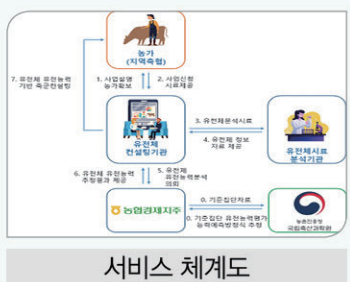 농가
(지역축협)
7. 유전체 유전능력
기반 축군컨설팅
1. 사업설명
농가확보
2. 사업신청
시료제공
유전체
컨설팅기관
3. 유전체분석시료
4. 유전체 정보
자료 제공
유전체시료
분석기관
6. 유전체 유전능력
추정결과 제공
5. 유전체
유전능력분석
의뢰
농협경제지주
0. 기준집단자료
0. 기준집단 유전능력평가
능력예측방정식 추정
농촌진흥청
국립축산과학원
서비스 체계도